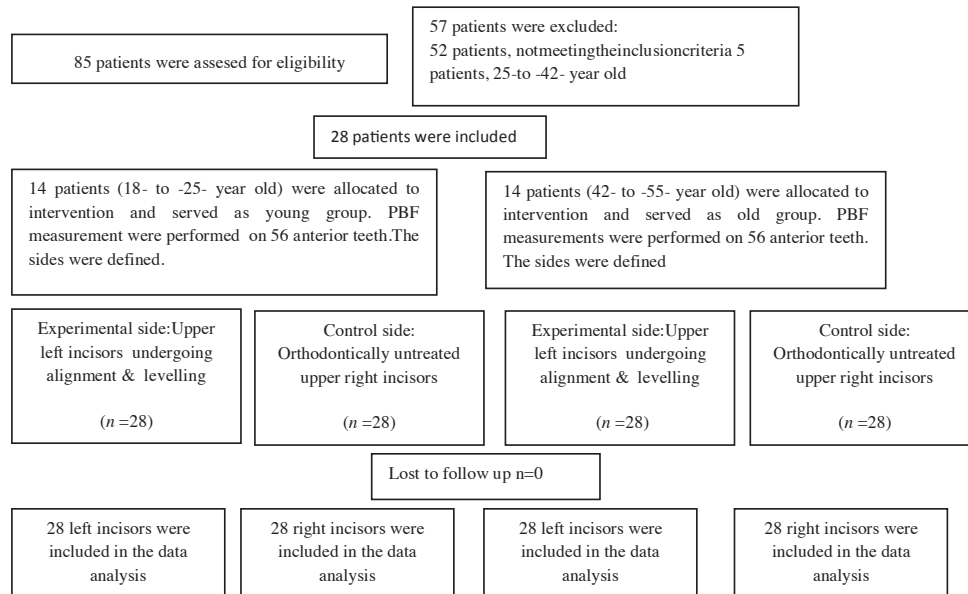 85 patients were assesed for eligibility
57 patients were excluded:
52 patients, notmeetingtheinclusioncriteria 5
patients, 25-to -42- year old
28 patients were included
14 patients (18- to -25- year old) were allocated to
intervention and served as young group. PBF
measurement were performed on 56 anterior teeth.The
sides were defined.
14 patients (42- to -55- year old) were allocated to
intervention and served as old group. PBF
measurements were performed on 56 anterior teeth.
The sides were defined
Experimental side:Upper
left incisors undergoing
alignment & levelling
(n =28)
Control side:
Orthodontically untreated
upper right incisors
(n =28)
Experimental side:Upper
left incisors undergoing
alignment & levelling
(n =28)
Control side:
Orthodontically untreated
upper right incisors
(n =28)
Lost to follow up n=0
28 left incisors were
included in the data
analysis
28 right incisors were
included in the data
analysis
28 left incisors were
included in the data
analysis
28 right incisors were
included in the data
analysis